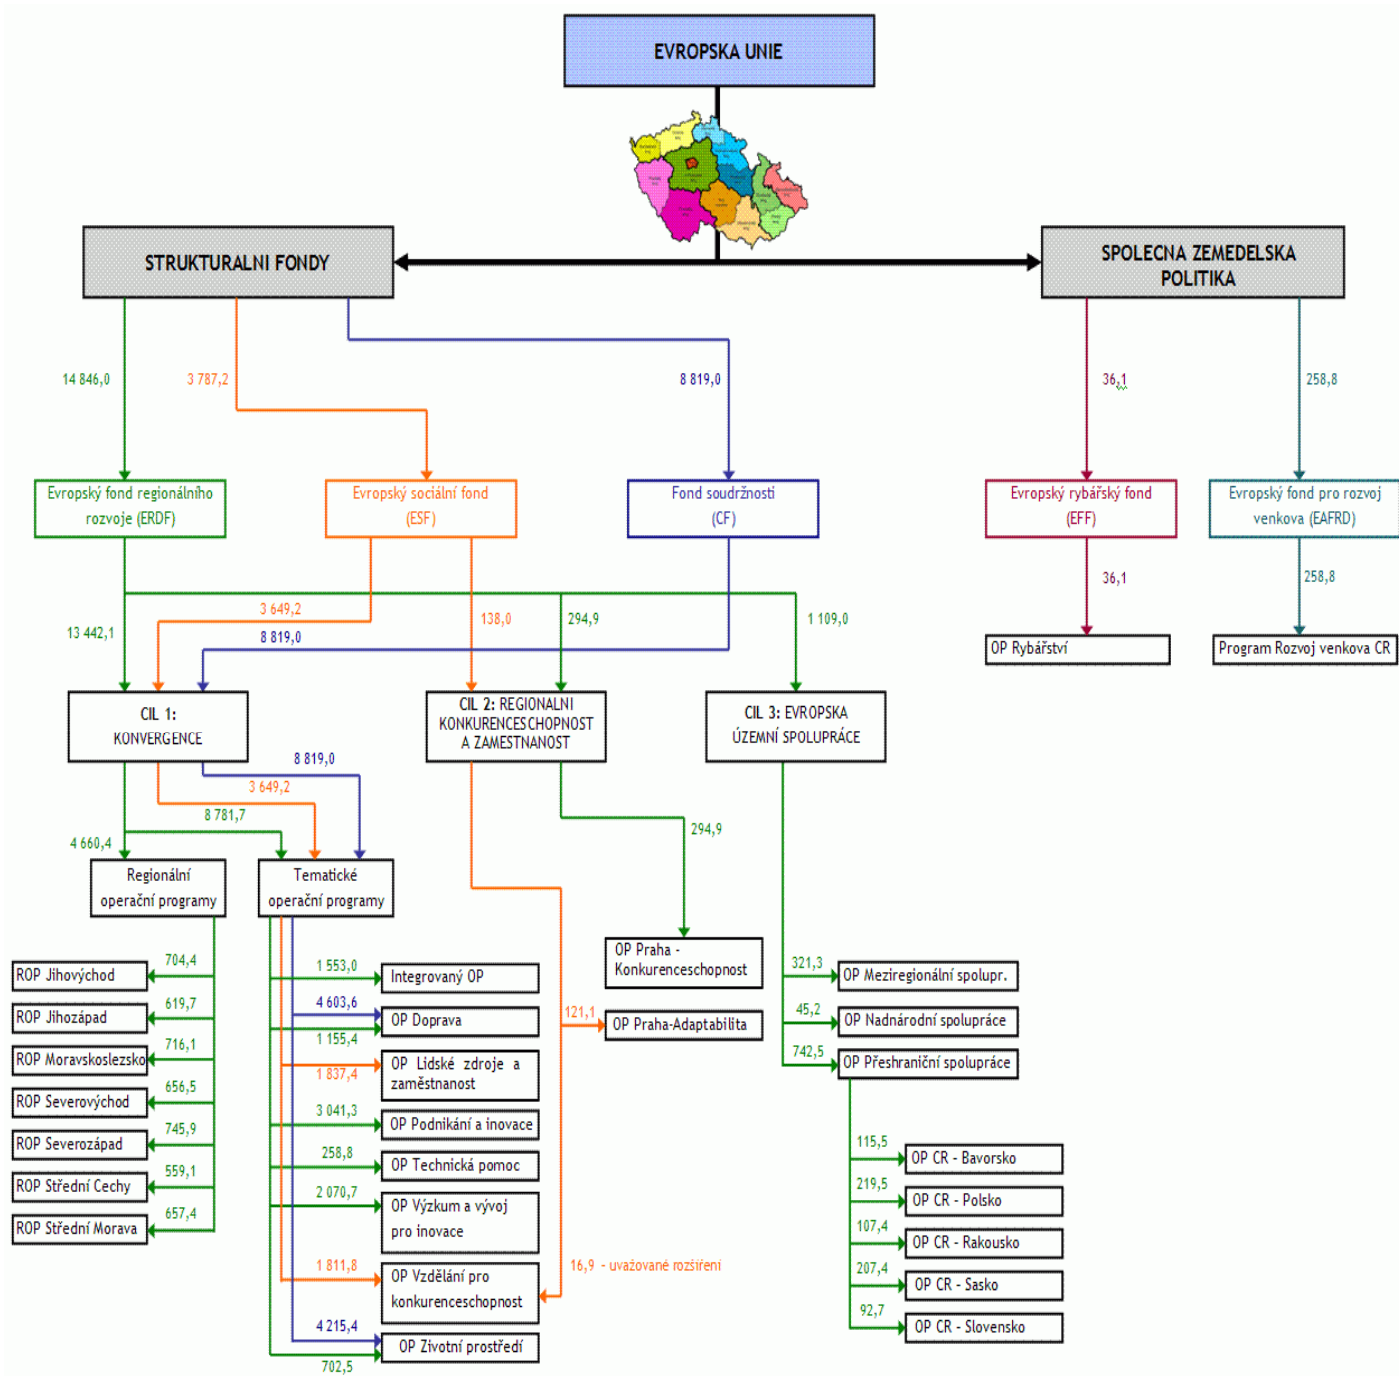 EVROPSKA UNIE
STRUKTURALNI FONDY
SPOLECNA ZEMEDELSKA
POLITIKA
14 846,0
3 787,2
8 819,0
36,1
258,8
Evropský fond regionálního
rozvoje (ERDF)
Evropský sociální fond
(ESF)
Fond soudržnosti
(CF)
Evropský rybářský fond
(EFF)
Evropský fond pro rozvoj
venkova (EAFRD)
36,1
258,8
3 649,2
138,0
294,9
1 109,0
13 442,1
8 819,0
OP Rybářství
Program Rozvoj venkova CR
CIL 1:
KONVERGENCE
CIL 2: REGIONALNI
KONKURENCESCHOPNOST
A ZAMESTNANOST
CIL 3: EVROPSKA
ÚZEMNÍ SPOLUPRÁCE
8 819,0
3 649,2
8 781,7
4 660,4
294,9
Regionální
operační programy
Tematické
operační programy
704,4
ROP Jihovýchod
619,7
ROP Jihozápad
716,1
ROP Moravskoslezsko
656,5
ROP Severovýchod
745,9
ROP Severozápad
559,1
ROP Střední Cechy
657,4
ROP Střední Morava
1 553,0
Integrovaný OP
4 603,6
OP Doprava
1 155,4
1 837,4
OP Lidské zdroje a
zaměstnanost
3 041,3
OP Podnikání a inovace
258,8
OP Technická pomoc
2 070,7
OP Výzkum a vývoj
pro inovace
1 811,8
OP Vzdělání pro
konkurenceschopnost
4 215,4
OP Zivotní prostředí
702,5
OP Praha -
Konkurenceschopnost
121,1
OP Praha-Adaptabilita
16,9 - uvažované rozšíření
321,3
OP Meziregionální spolupr.
45,2
OP Nadnárodní spolupráce
742,5
OP Přeshraniční spolupráce
115,5
OP CR - Bavorsko
219,5
OP CR - Polsko
107,4
OP CR - Rakousko
207,4
OP CR - Sasko
92,7
OP CR - Slovensko